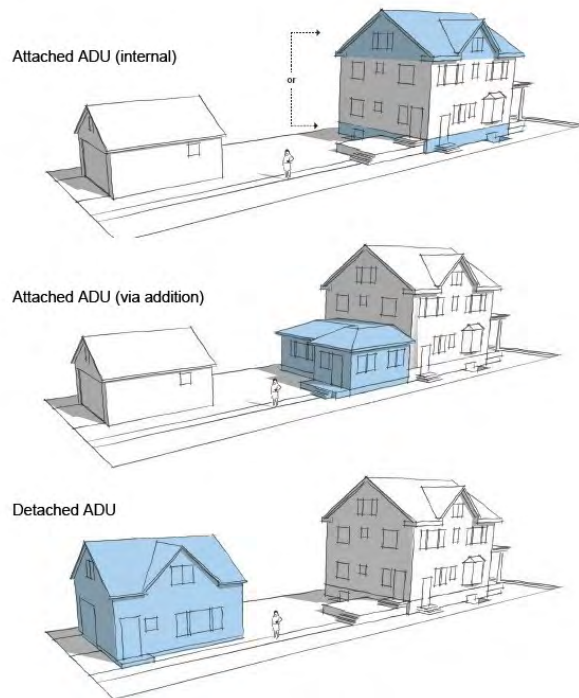 Attached ADU (internal)
or
Attached ADU (via addition)
Detached ADU